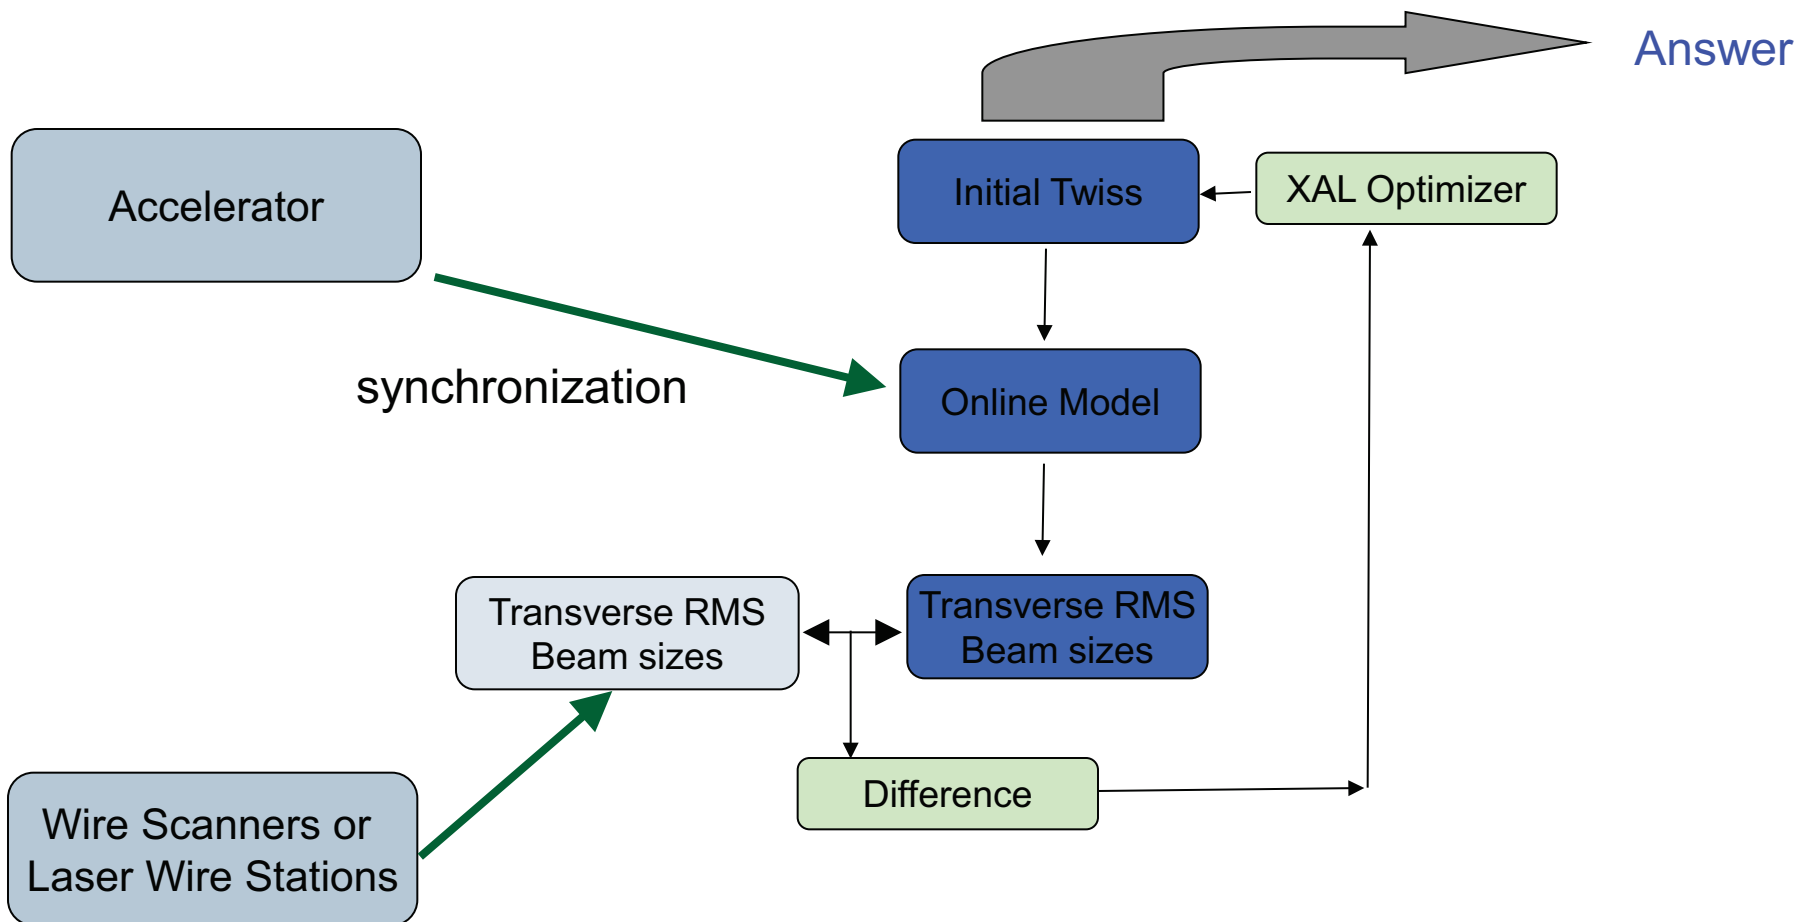 Answer
Accelerator
Initial Twiss
XAL Optimizer
synchronization
Online Model
Transverse RMS
Beam sizes
Transverse RMS
Beam sizes
Difference
Wire Scanners or
Laser Wire Stations